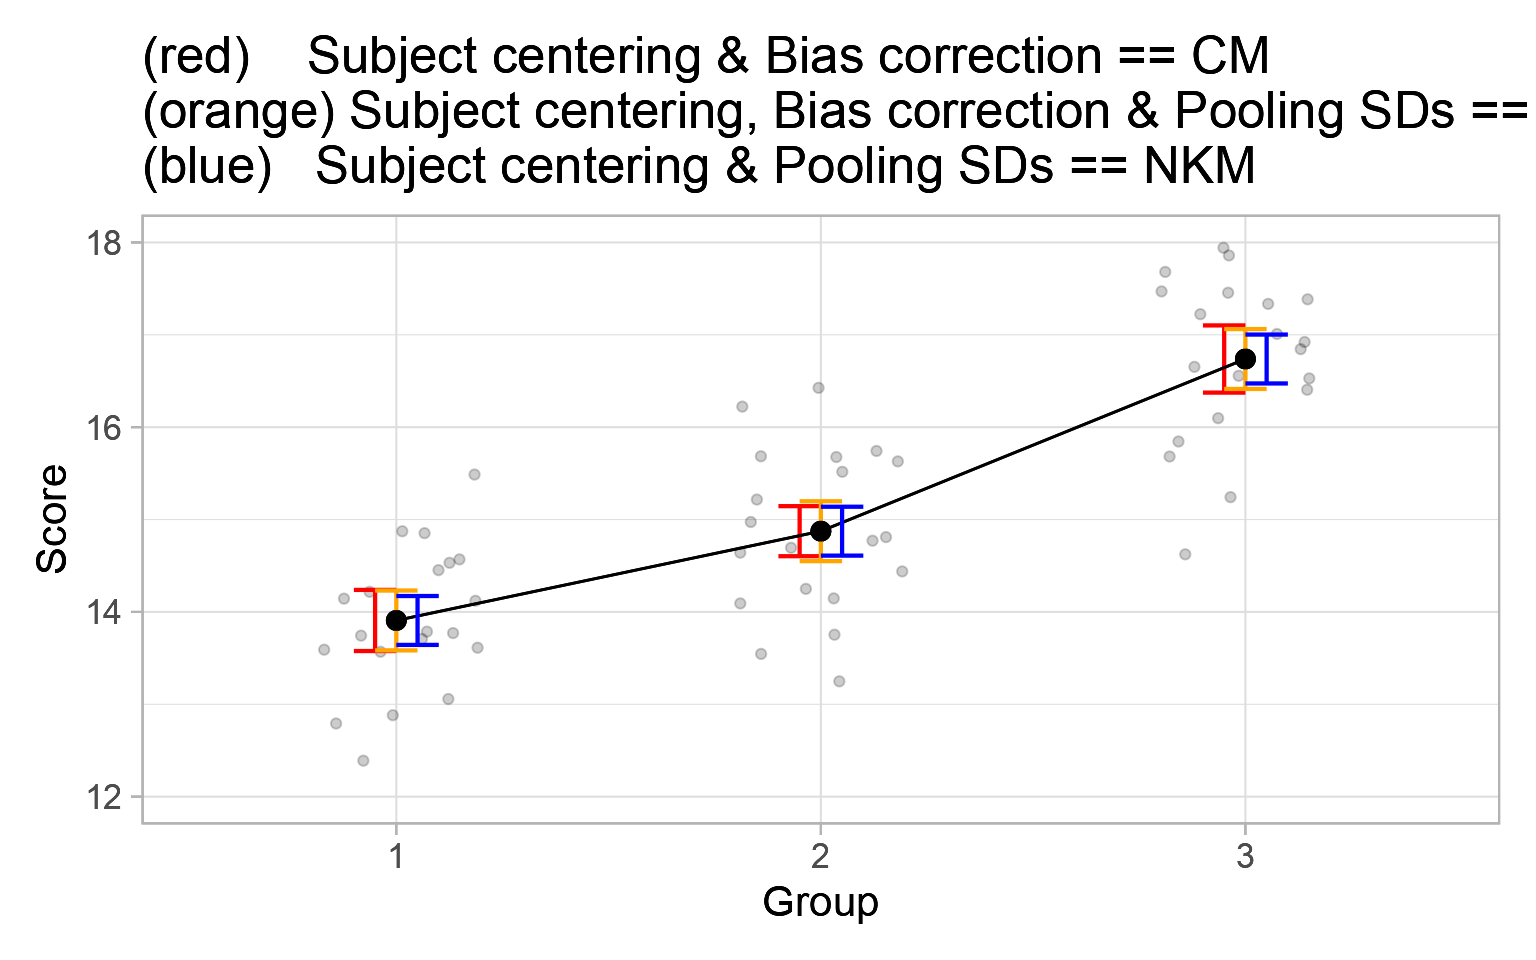 (red)    Subject centering & Bias correction == CM
(orange) Subject centering, Bias correction & Pooling SDs ==
(blue)   Subject centering & Pooling SDs == NKM
18
16
14
12
Score
1 2 3
Group